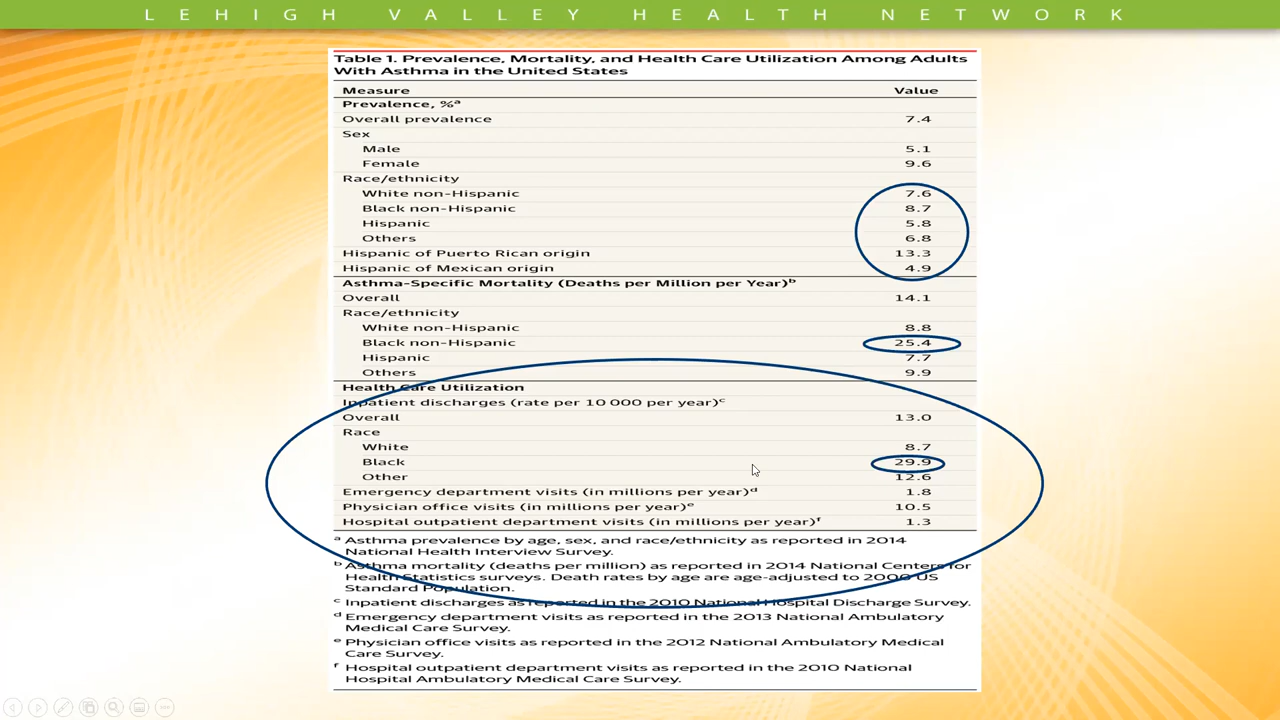 LEHIGH VALLEY HEALTH NETWORK
Table 1. Prevalence, Mortality, and Health Care Utilization Among Adults
With Asthma in the United States
Measure Value
Prevalence, %a
Overall prevalence 7.4
Sex
Male 5.1
Female 9.6
Race/ethnicity
White non-Hispanic 7.6
Black non-Hispanic 8.7
Hispanic 5.8
Others 6.8
Hispanic of Puerto Rican origin 13.3
Hispanic of Mexican origin 4.9
Asthma-Specific Mortality (Deaths per Million per Year)b
Overall 14.1
Race/ethnicity
White non-Hispanic 8.8
Black non-Hispanic 25.4
Hispanic 7.7
Others 9.9
Health Care Utilization
Inpatient discharges (rate per 10 000 per year)c
Overall 13.0
Race
White 8.7
Black 29.9
Other 12.6
Emergency department visits (in millions per year)d 1.8
Physician office visits (in millions per year)e 10.5
Hospital outpatient department visits (in millions per year)f 1.3
a Asthma prevalence by age, sex, and race/ethnicity as reported in 2014
National Health Interview Survey.
b Asthma mortality (deaths per million) as reported in 2014 National Centers for
Health Statistics surveys. Death rates by age are age-adjusted to 2000 US
Standard Population.
c Inpatient discharges as reported in the 2010 National Hospital Discharge Survey.
d Emergency department visits as reported in the 2013 National Ambulatory
Medical Care Survey.
e Physician office visits as reported in the 2012 National Ambulatory Medical
Care Survey.
f Hospital outpatient department visits as reported in the 2010 National
Hospital Ambulatory Medical Care Survey.